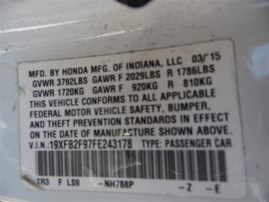 MFD. BY HONDA MFG. OF INDIANA, LLC 03/15
GVWR 3792LBS GAWR F 2029LBS R 1786LBS
GVWR 1720KG GAWR F 920KG R 810KG
THIS VEHICLE CONFORMS TO ALL APPLICABLE
FEDERAL MOTOR VEHICLE SAFETY, BUMPER,
AND THEFT PREVENTION STANDARDS IN EFFECT
ON THE DATE OF MANUFACTURE SHOWN ABOVE.
V.I.N.: 19XFB2F97FE243178 TYPE: PASSENGER CAR
TR3 F LS9 -NH788P -Z -E